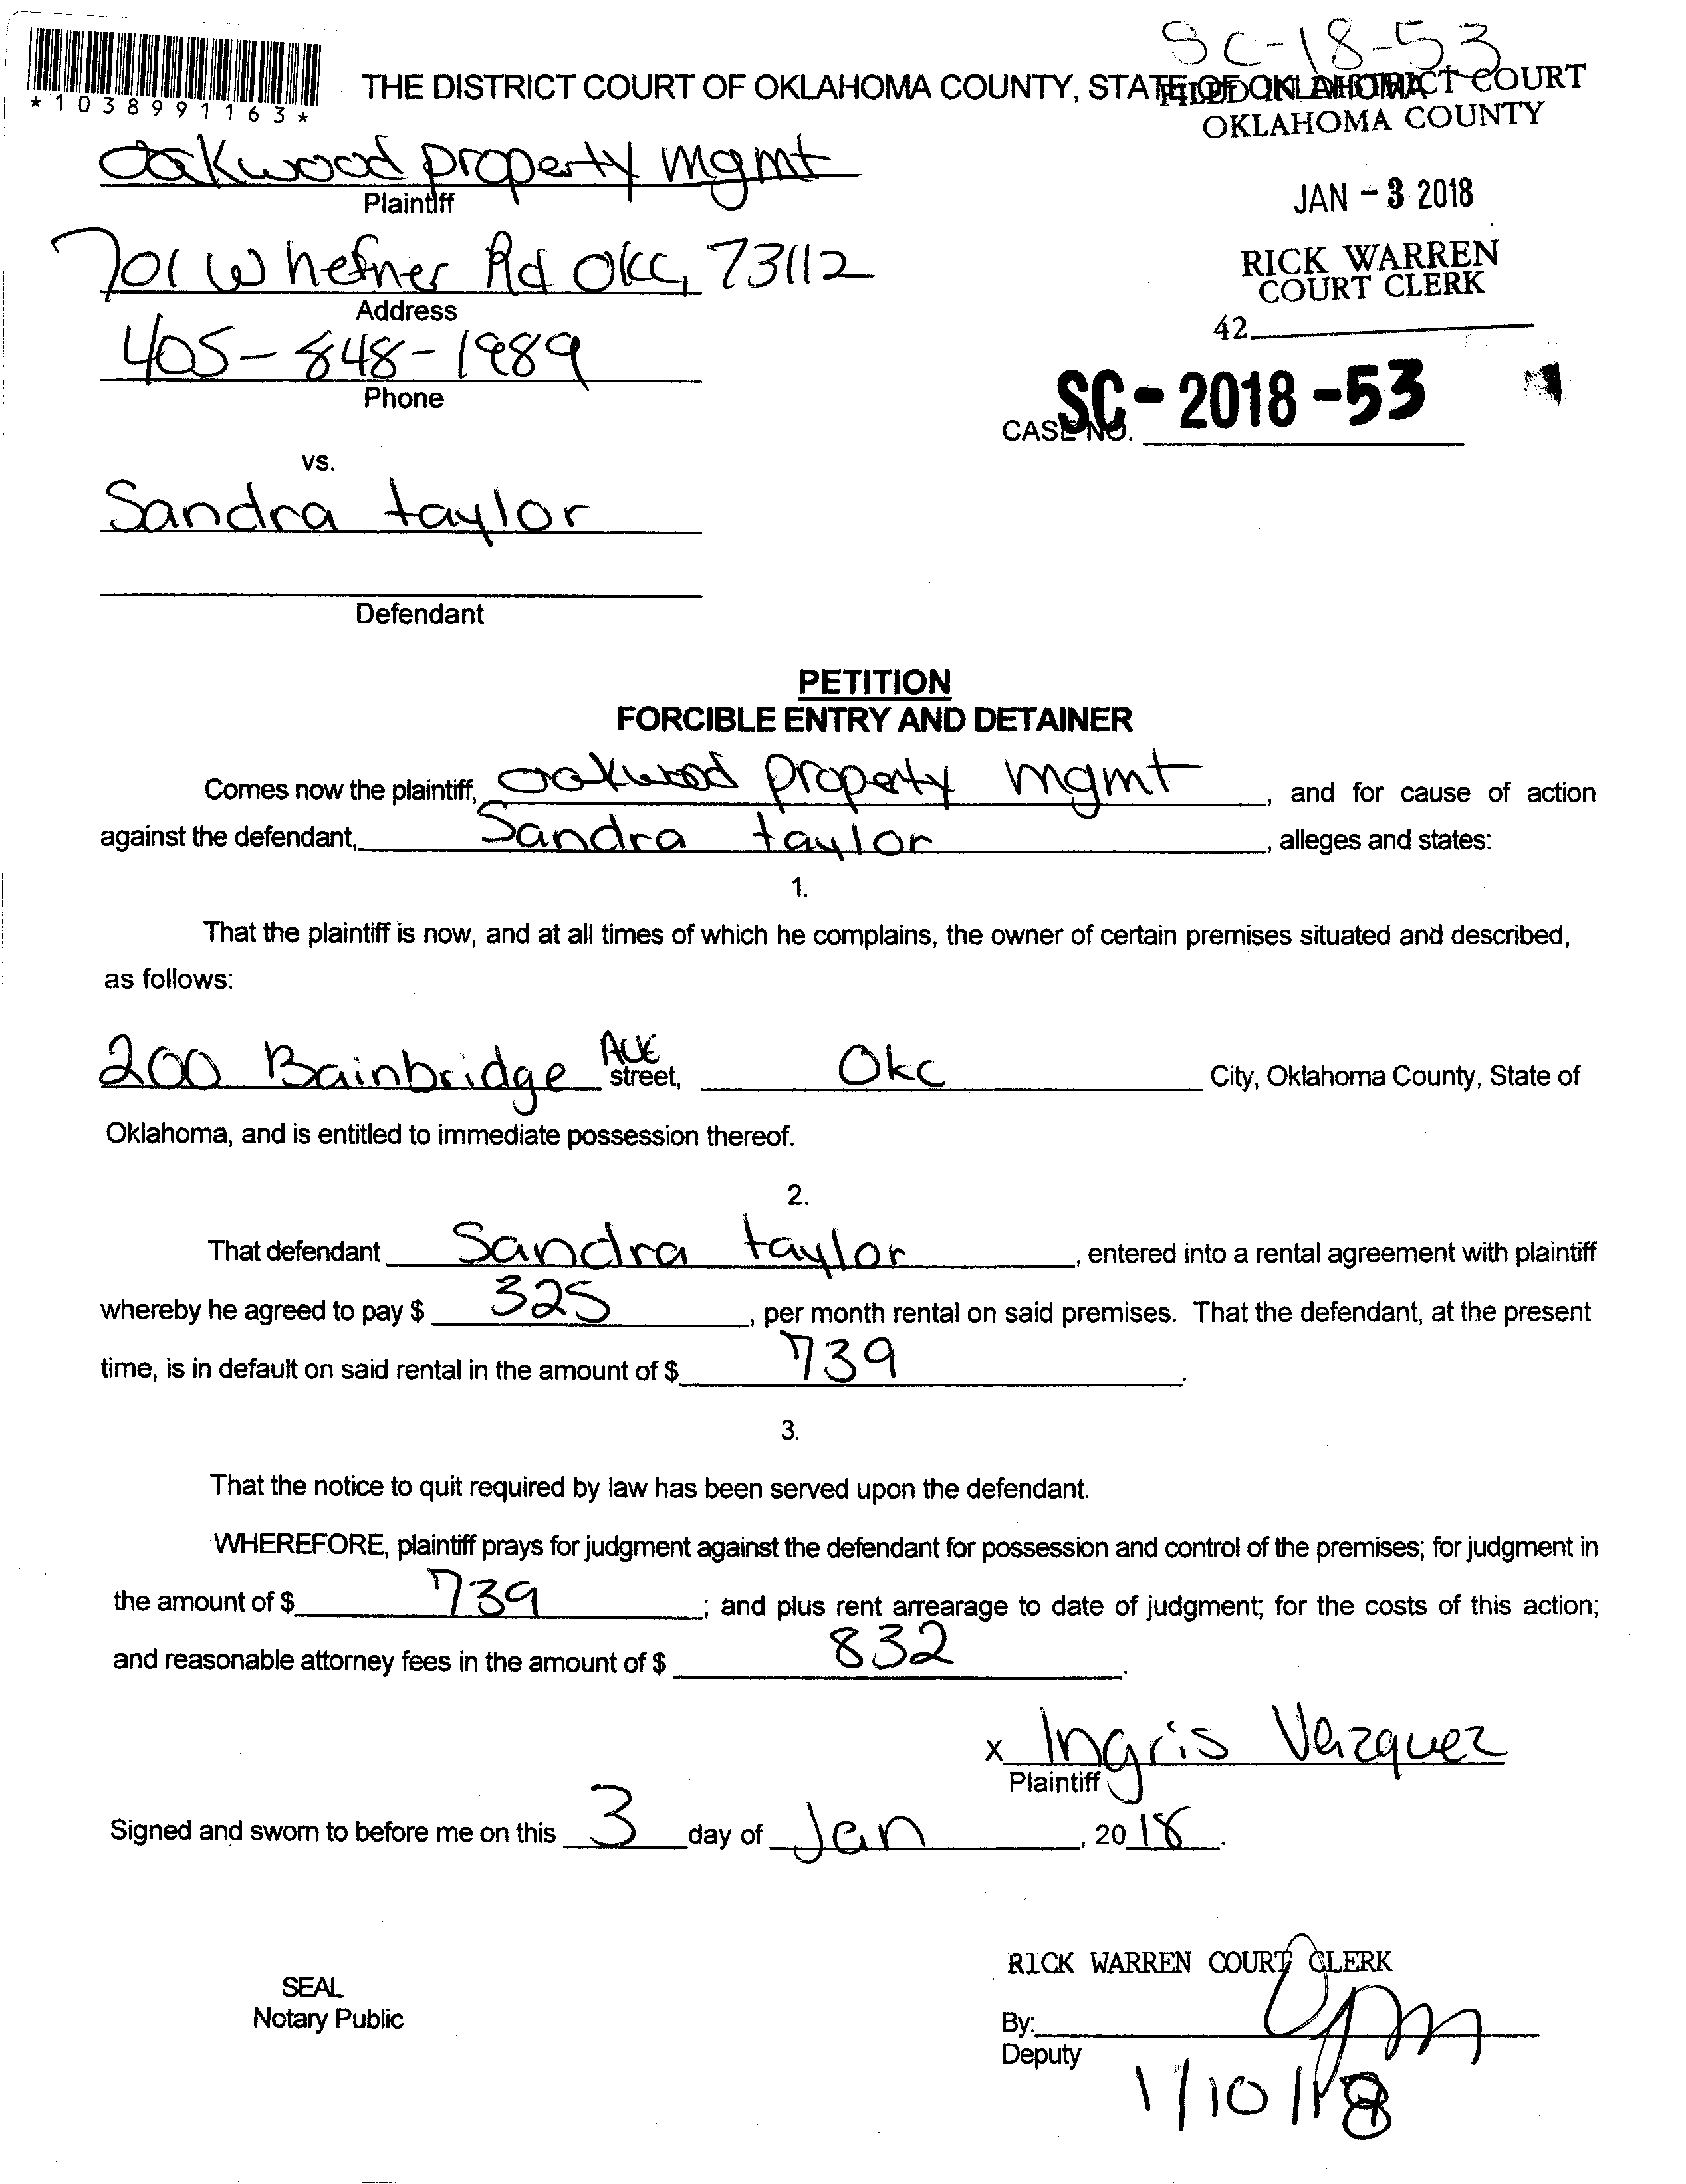 SC-18-53
*1038991163*
THE DISTRICT COURT OF OKLAHOMA COUNTY, STATE OF OKLAHOMA
FILED IN DISTRICT COURT
OKLAHOMA COUNTY
Oakwood property mgmt
Plaintiff
JAN - 3 2018
701 W hefner Rd OKC, 73112
Address
RICK WARREN
COURT CLERK
42
405-848-1989
Phone
CASE NO. SC-2018-53
vs.
Sandra taylor
Defendant
PETITION
FORCIBLE ENTRY AND DETAINER
Comes now the plaintiff, oakwood property mgmt, and for cause of action
against the defendant, Sandra taylor, alleges and states:
1.
That the plaintiff is now, and at all times of which he complains, the owner of certain premises situated and described,
as follows:
200 Bainbridge AVE street, Okc City, Oklahoma County, State of
Oklahoma, and is entitled to immediate possession thereof.
2.
That defendant Sandra taylor, entered into a rental agreement with plaintiff
whereby he agreed to pay $ 325, per month rental on said premises. That the defendant, at the present
time, is in default on said rental in the amount of $ 739.
3.
That the notice to quit required by law has been served upon the defendant.
WHEREFORE, plaintiff prays for judgment against the defendant for possession and control of the premises; for judgment in
the amount of $ 739; and plus rent arrearage to date of judgment; for the costs of this action;
and reasonable attorney fees in the amount of $ 832.
x Ingris Vazquez
Plaintiff
Signed and sworn to before me on this 3 day of Jan, 2018.
RICK WARREN COURT CLERK
SEAL
Notary Public
By:
Deputy
1/10/18